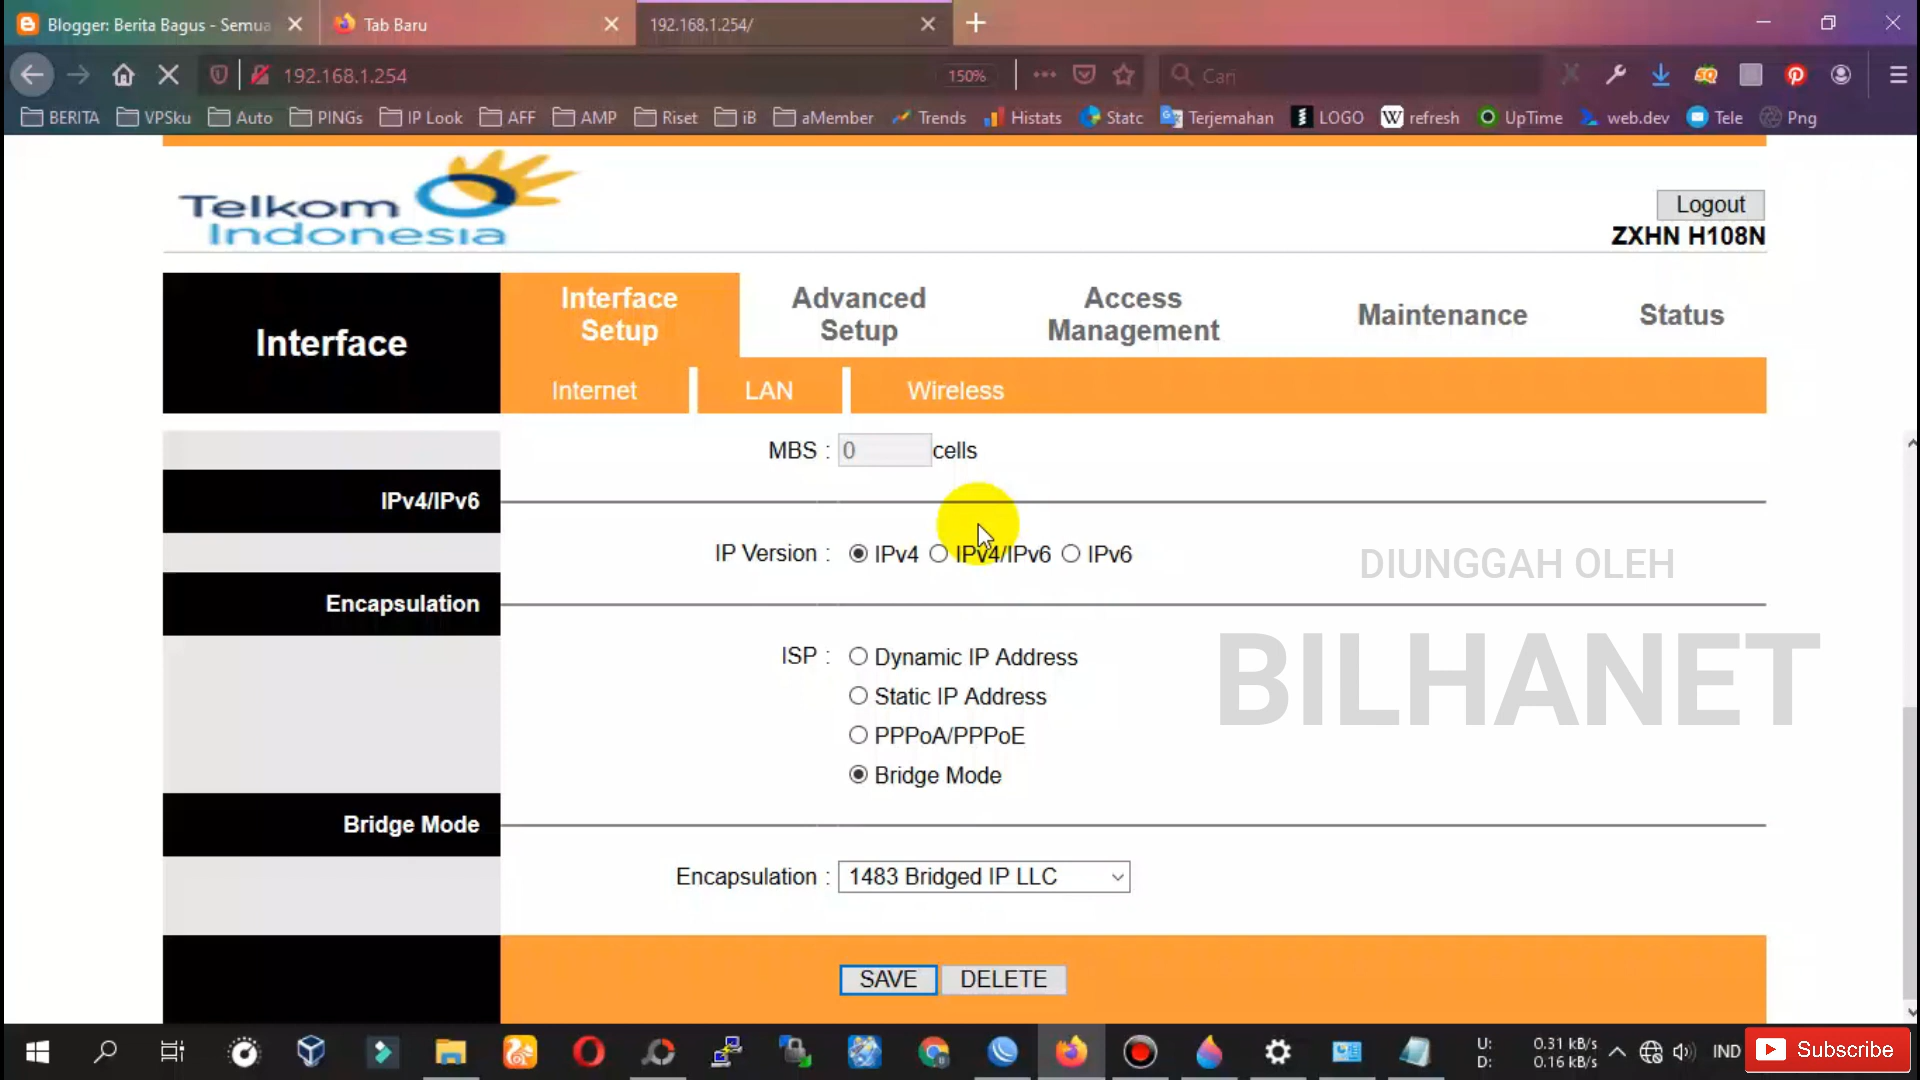 Blogger: Berita Bagus - Semua
Tab Baru
192.168.1.254/
192.168.1.254
150%
Cari
BERITA
VPSku
Auto
PINGs
IP Look
AFF
AMP
Riset
iB
aMember
Trends
Histats
Statc
Terjemahan
LOGO
refresh
UpTime
web.dev
Tele
Png
Telkom
Indonesia
Logout
ZXHN H108N
Interface
Interface
Setup
Advanced
Setup
Access
Management
Maintenance
Status
Internet
LAN
Wireless
MBS : 0 cells
IPv4/IPv6
IP Version : IPv4 IPv4/IPv6 IPv6
DIUNGGAH OLEH
BILHANET
Encapsulation
ISP : Dynamic IP Address
Static IP Address
PPPoA/PPPoE
Bridge Mode
Bridge Mode
Encapsulation : 1483 Bridged IP LLC
SAVE
DELETE
U: 0.31 kB/s
D: 0.16 kB/s
IND
Subscribe